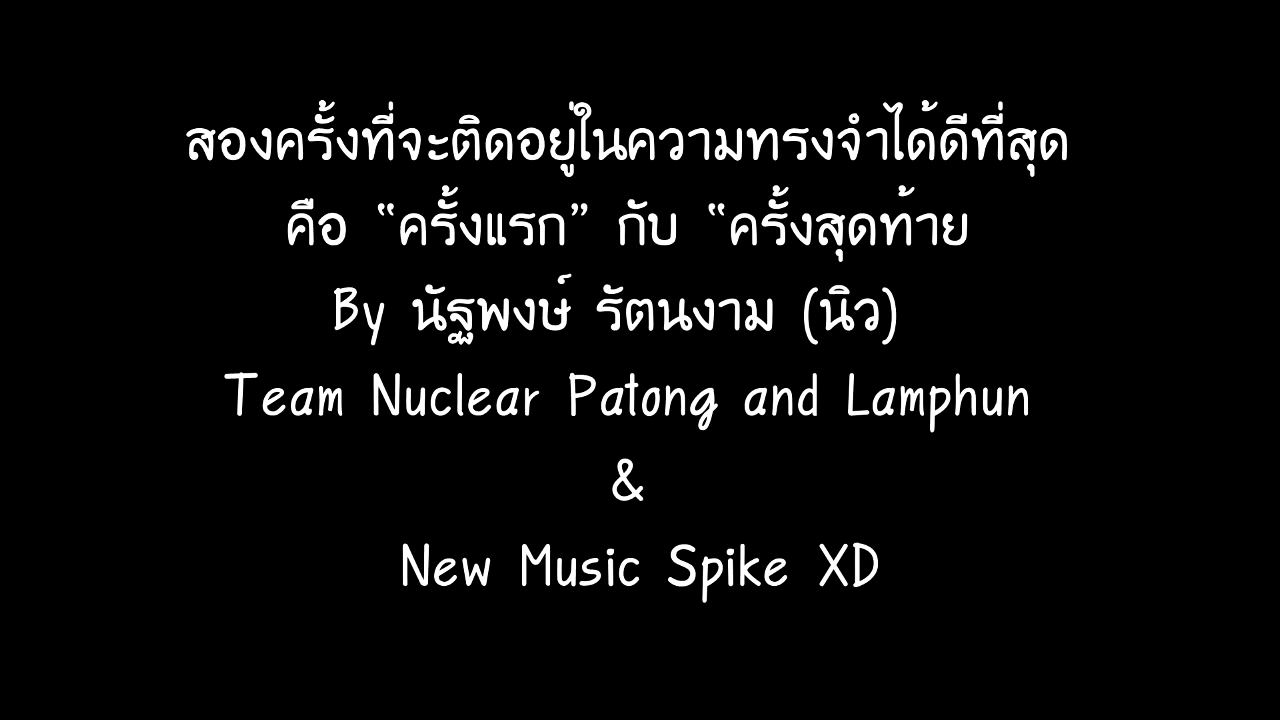 สองครั้งที่จะติดอยู่ในความทรงจำได้ดีที่สุด
คือ “ครั้งแรก” กับ “ครั้งสุดท้าย
By นัฐพงษ์ รัตนงาม (นิว)
Team Nuclear Patong and Lamphun
&
New Music Spike XD